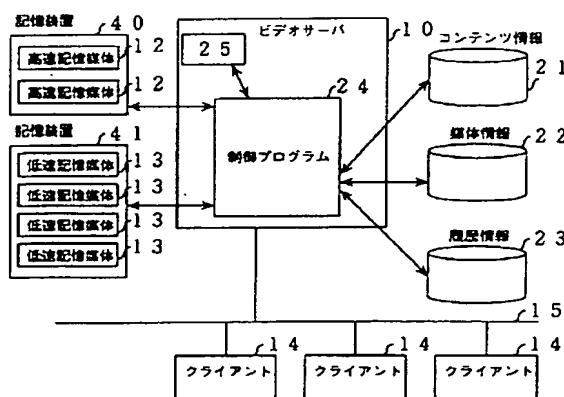 記憶装置 40
高速記憶媒体 12
高速記憶媒体 12
記憶装置 41
低速記憶媒体 13
低速記憶媒体 13
低速記憶媒体 13
低速記憶媒体 13
ビデオサーバ 10
25
24
制御プログラム
コンテンツ情報
21
媒体情報 22
履歴情報 23
15
14 14 14
クライアント クライアント クライアント